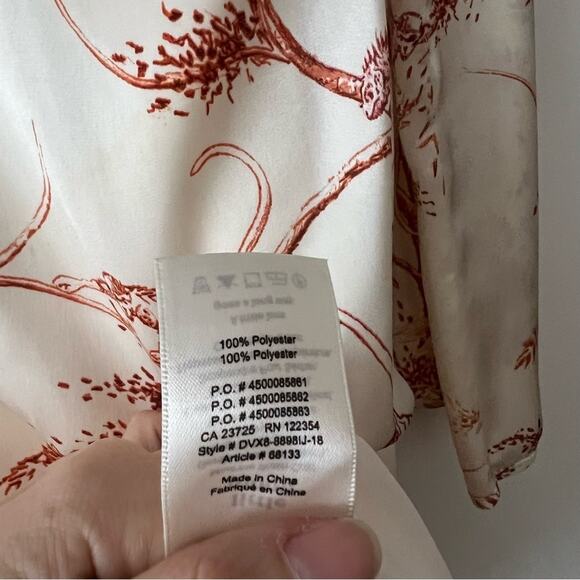 100% Polyester
100% Polyester
P.O. # 4500085861
P.O. # 4500085862
P.O. # 4500085863
CA 23725 RN 122354
Style # DVX8-8898IJ-18
Article # 68133
Made in China
Fabriqué en China